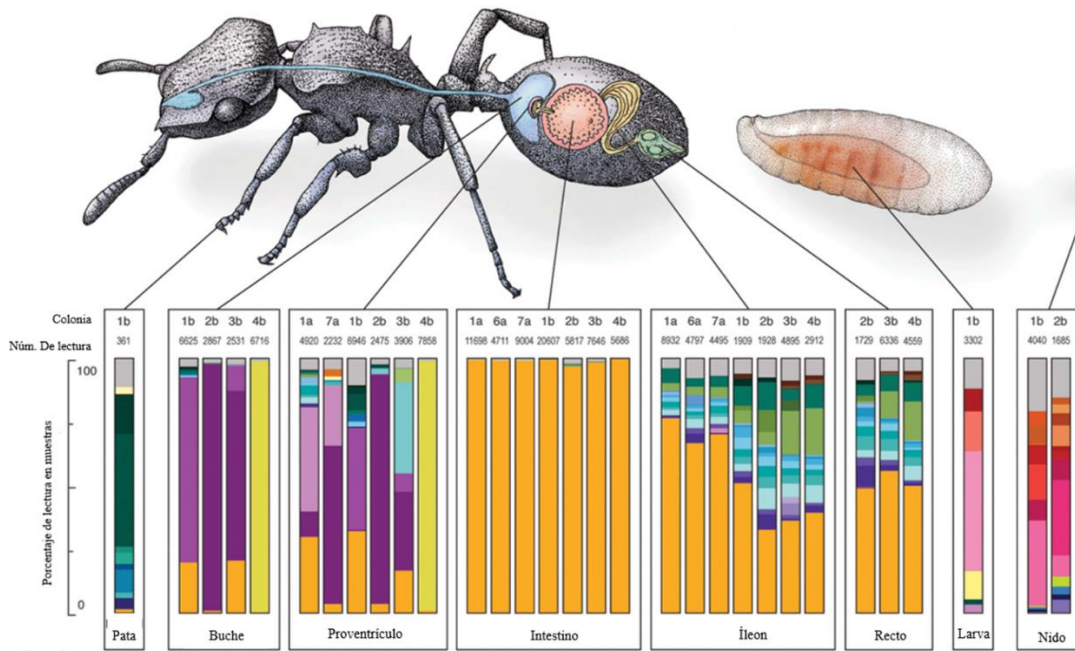 Colonia
1b
1b 2b 3b 4b
1a 7a 1b 2b 3b 4b
1a 6a 7a 1b 2b 3b 4b
1a 6a 7a 1b 2b 3b 4b
1b 3b 4b
1b
1b 2b
Núm. De lectura
361
6625 2867 2531 6716
4920 2232 6946 2475 3906 7858
11698 4711 9004 20607 5817 7646 5686
8932 4797 4495 1909 1928 4895 2912
1729 6336 4559
3302
4040 1685
100
Porcentaje de lectura en muestras
0
Pata
Buche
Proventrículo
Intestino
Íleon
Recto
Larva
Nido